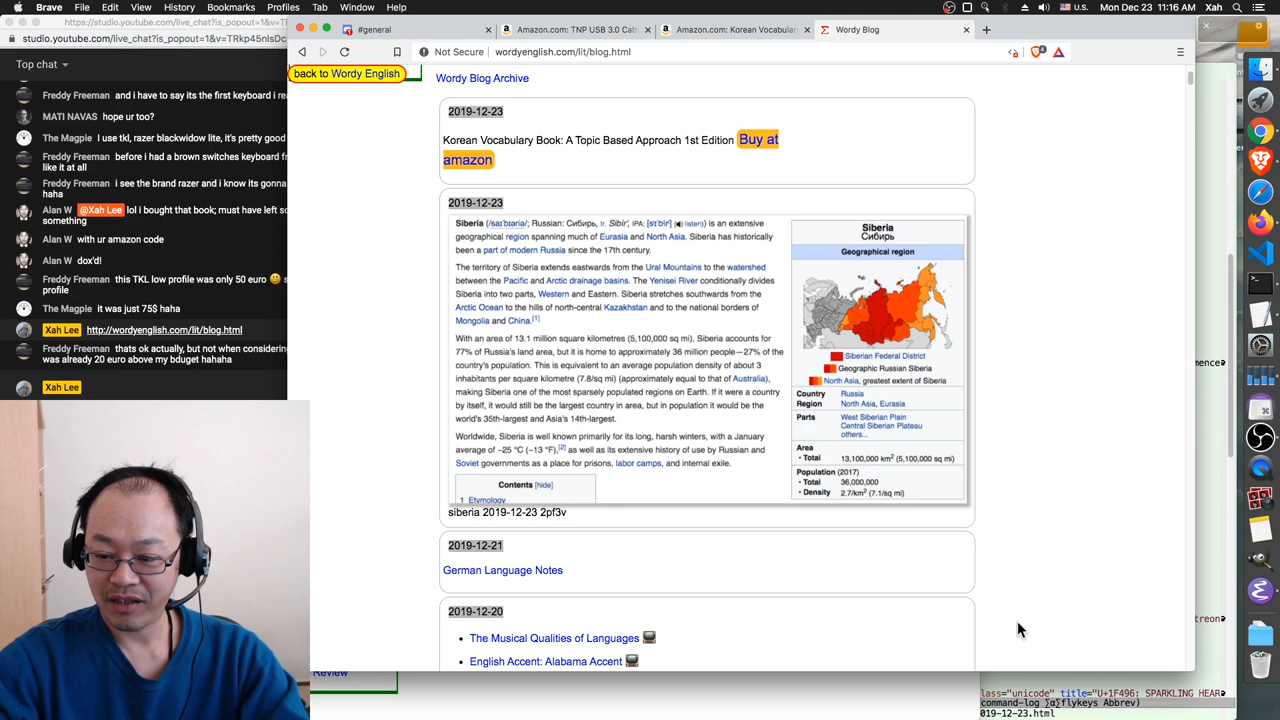 Brave File Edit View History Bookmarks People Tab Window Help
U.S. Mon Dec 23 11:16 AM Xah
https://studio.youtube.com/live_chat?is_popout=1&v=T
studio.youtube.com/live_chat?is_popout=1&v=TRkp45nIsDc
Top chat
Freddy Freeman and i have to say its the first keyboard i rea
MATI NAVAS hope ur too?
The Magpie I use tkl, razer blackwidow lite, it's pretty good
Freddy Freeman before i had a brown switches keyboard fr
like it at all
Freddy Freeman i see the brand razer and i know its gonna
haha
Alan W @Xah Lee lol i bought that book; must have left so
something
Alan W with ur amazon code
Alan W dox'd!
Freddy Freeman this TKL low profile was only 50 euro s
profile
The Magpie it was just 75$ haha
Xah Lee http://wordyenglish.com/lit/blog.html
Freddy Freeman thats ok actually, but not when considerin
was already 20 euro above my bduget hahaha
Xah Lee
#general
Amazon.com: TNP USB 3.0 Cab
Amazon.com: Korean Vocabular
Wordy Blog
Not Secure wordyenglish.com/lit/blog.html
back to Wordy English
Wordy Blog Archive
2019-12-23
Korean Vocabulary Book: A Topic Based Approach 1st Edition Buy at
amazon
2019-12-23
Siberia (/saɪˈbɪəriə/; Russian: Сибирь, tr. Sibir', IPA: [sʲɪˈbʲirʲ] (listen)) is an extensive
geographical region spanning much of Eurasia and North Asia. Siberia has historically
been a part of modern Russia since the 17th century.
The territory of Siberia extends eastwards from the Ural Mountains to the watershed
between the Pacific and Arctic drainage basins. The Yenisei River conditionally divides
Siberia into two parts, Western and Eastern. Siberia stretches southwards from the
Arctic Ocean to the hills of north-central Kazakhstan and to the national borders of
Mongolia and China.[1]
With an area of 13.1 million square kilometres (5,100,000 sq mi), Siberia accounts for
77% of Russia's land area, but it is home to approximately 36 million people—27% of the
country's population. This is equivalent to an average population density of about 3
inhabitants per square kilometre (7.8/sq mi) (approximately equal to that of Australia),
making Siberia one of the most sparsely populated regions on Earth. If it were a country
by itself, it would still be the largest country in area, but in population it would be the
world's 35th-largest and Asia's 14th-largest.
Worldwide, Siberia is well known primarily for its long, harsh winters, with a January
average of −25 °C (−13 °F),[2] as well as its extensive history of use by Russian and
Soviet governments as a place for prisons, labor camps, and internal exile.
Contents [hide]
1 Etymology
Siberia
Сибирь
Geographical region
Siberian Federal District
Geographic Russian Siberia
North Asia, greatest extent of Siberia
Country Russia
Region North Asia, Eurasia
Parts West Siberian Plain
Central Siberian Plateau
others...
Area
• Total 13,100,000 km² (5,100,000 sq mi)
Population (2017)
• Total 36,000,000
• Density 2.7/km² (7.1/sq mi)
siberia 2019-12-23 2pf3v
2019-12-21
German Language Notes
2019-12-20
• The Musical Qualities of Languages
• English Accent: Alabama Accent
Review
mence
treon
lass="unicode" title="U+1F496: SPARKLING HEAR
command-log ∑α∑flykeys Abbrev)
019-12-23.html